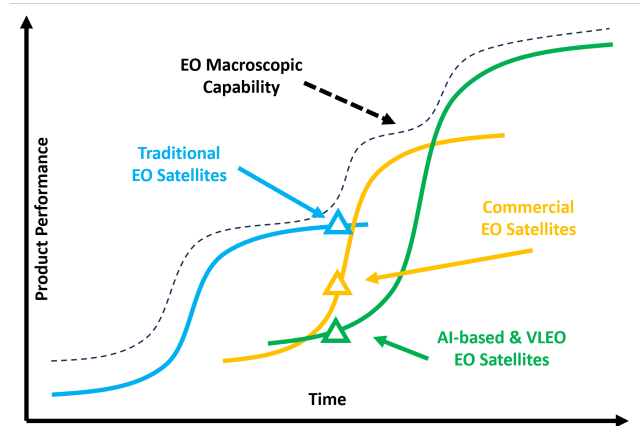 EO Macroscopic
Capability
Traditional
EO Satellites
Commercial
EO Satellites
AI-based & VLEO
EO Satellites
Product Performance
Time